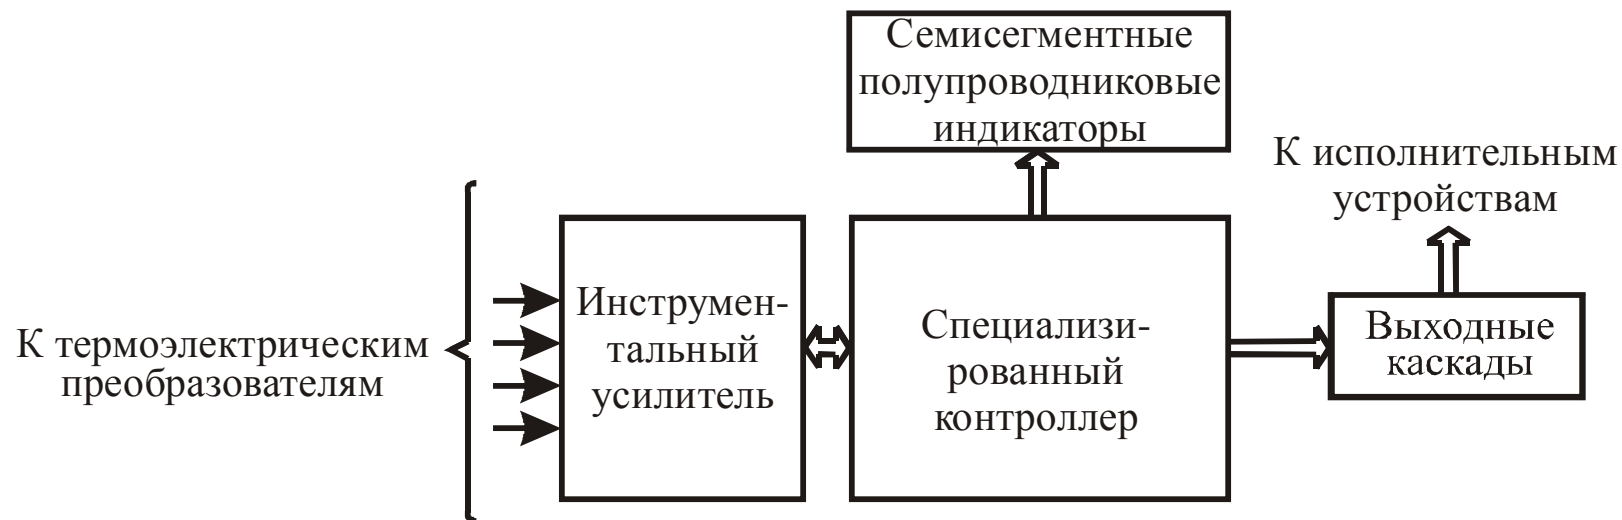 Семисегментные
полупроводниковые
индикаторы
К исполнительным
устройствам
К термоэлектрическим
преобразователям
Инструмен-
тальный
усилитель
Специализи-
рованный
контроллер
Выходные
каскады